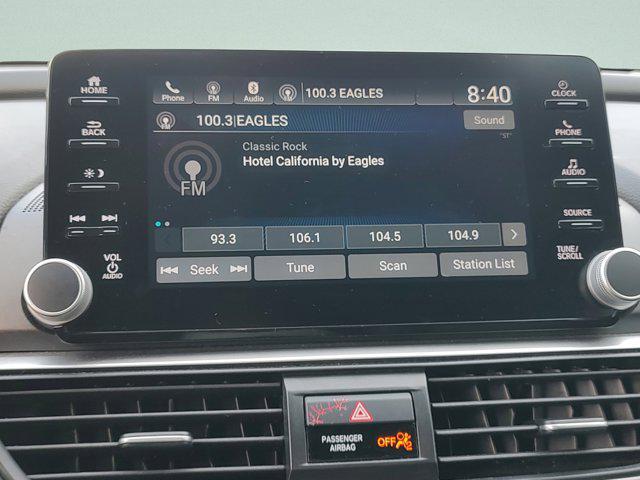 HOME
BACK
VOL
AUDIO
Phone
FM
Audio
100.3 EAGLES
8:40
100.3|EAGLES
Sound
"ST"
Classic Rock
Hotel California by Eagles
FM
93.3
106.1
104.5
104.9
Seek
Tune
Scan
Station List
CLOCK
PHONE
AUDIO
SOURCE
TUNE/
SCROLL
PASSENGER
AIRBAG
OFF